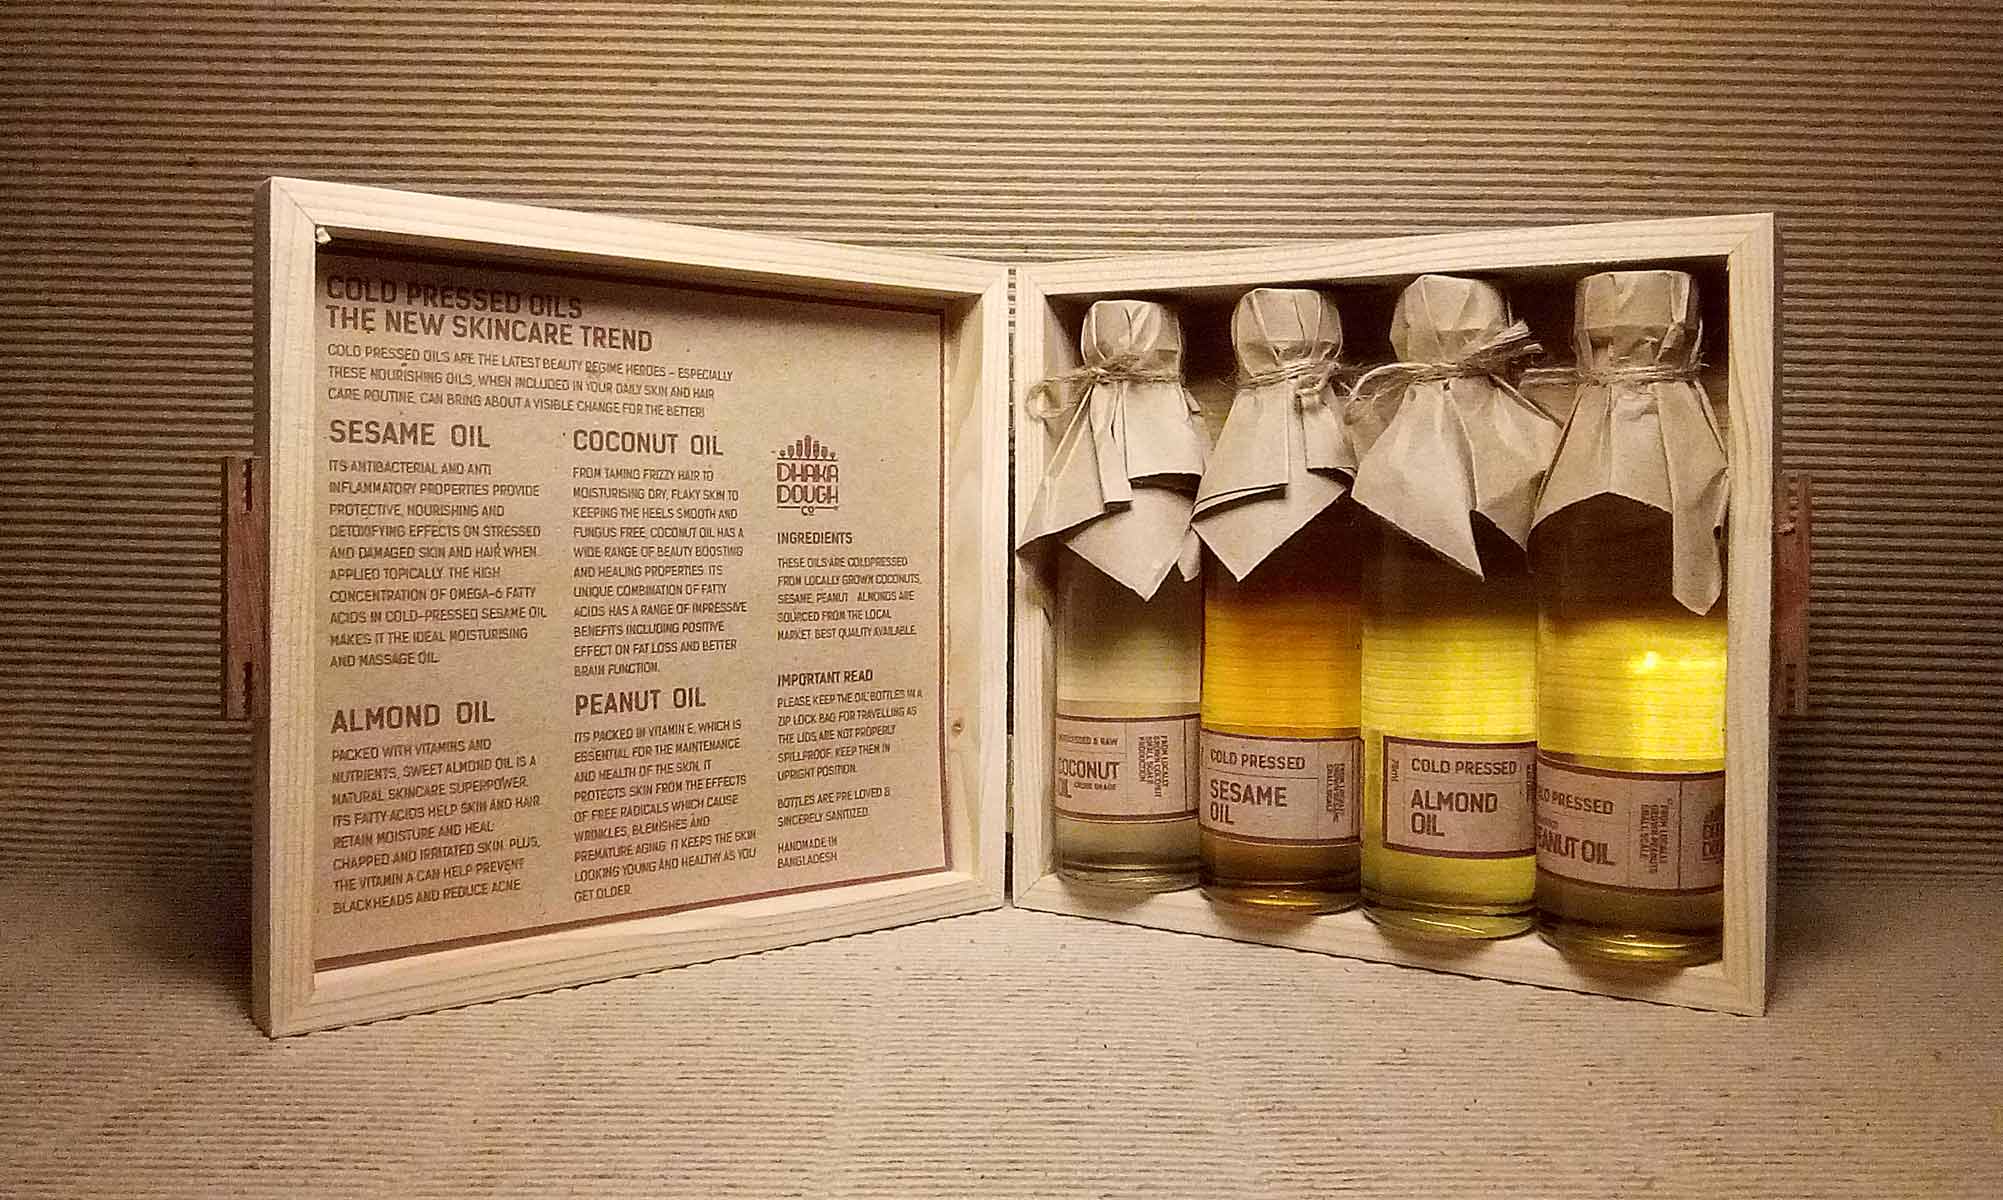 COLD PRESSED OILS
THE NEW SKINCARE TREND
COLD PRESSED OILS ARE THE LATEST BEAUTY REGIME HEROES - ESPECIALLY
THESE NOURISHING OILS, WHEN INCLUDED IN YOUR DAILY SKIN AND HAIR
CARE ROUTINE, CAN BRING ABOUT A VISIBLE CHANGE FOR THE BETTER!
SESAME OIL
ITS ANTIBACTERIAL AND ANTI
INFLAMMATORY PROPERTIES PROVIDE
PROTECTIVE, NOURISHING AND
DETOXIFYING EFFECTS ON STRESSED
AND DAMAGED SKIN AND HAIR WHEN
APPLIED TOPICALLY. THE HIGH
CONCENTRATION OF OMEGA-6 FATTY
ACIDS IN COLD-PRESSED SESAME OIL
MAKES IT THE IDEAL MOISTURISING
AND MASSAGE OIL.
ALMOND OIL
PACKED WITH VITAMINS AND
NUTRIENTS, SWEET ALMOND OIL IS A
NATURAL SKINCARE SUPERPOWER.
ITS FATTY ACIDS HELP SKIN AND HAIR
RETAIN MOISTURE AND HEAL
CHAPPED AND IRRITATED SKIN. PLUS,
THE VITAMIN A CAN HELP PREVENT
BLACKHEADS AND REDUCE ACNE
COCONUT OIL
FROM TAMING FRIZZY HAIR TO
MOISTURISING DRY, FLAKY SKIN TO
KEEPING THE HEELS SMOOTH AND
FUNGUS FREE, COCONUT OIL HAS A
WIDE RANGE OF BEAUTY BOOSTING
AND HEALING PROPERTIES. ITS
UNIQUE COMBINATION OF FATTY
ACIDS HAS A RANGE OF IMPRESSIVE
BENEFITS INCLUDING POSITIVE
EFFECT ON FAT LOSS AND BETTER
BRAIN FUNCTION.
PEANUT OIL
ITS PACKED IN VITAMIN E, WHICH IS
ESSENTIAL FOR THE MAINTENANCE
AND HEALTH OF THE SKIN. IT
PROTECTS SKIN FROM THE EFFECTS
OF FREE RADICALS WHICH CAUSE
WRINKLES, BLEMISHES AND
PREMATURE AGING. IT KEEPS THE SKIN
LOOKING YOUNG AND HEALTHY AS YOU
GET OLDER.
DHAKA
DOUGH
CO
INGREDIENTS
THESE OILS ARE COLDPRESSED
FROM LOCALLY GROWN COCONUTS,
SESAME, PEANUT. ALMONDS ARE
SOURCED FROM THE LOCAL
MARKET. BEST QUALITY AVAILABLE.
IMPORTANT READ
PLEASE KEEP THE OIL BOTTLES IN A
ZIP LOCK BAG FOR TRAVELLING AS
THE LIDS ARE NOT PROPERLY
SPILLPROOF. KEEP THEM IN
UPRIGHT POSITION.
BOTTLES ARE PRE LOVED &
SINCERELY SANITIZED.
HANDMADE IN
BANGLADESH
& RAW
COCONUT
OIL
FROM LOCALLY
GROWN COCONUT
SMALL SCALE
PRODUCTION
COLD PRESSED
SESAME
OIL
70ml
COLD PRESSED
ALMOND
OIL
PRESSED
OIL
FROM LOCALLY
GROWN PEANUTS
SMALL SCALE